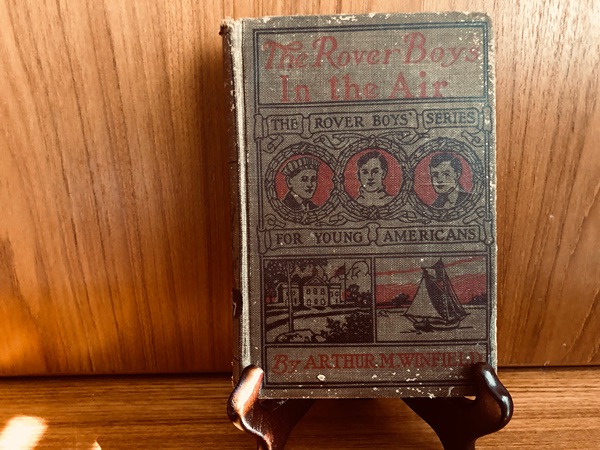 The Rover Boys
In the Air
THE ROVER BOYS' SERIES
FOR YOUNG AMERICANS
By ARTHUR M. WINFIELD